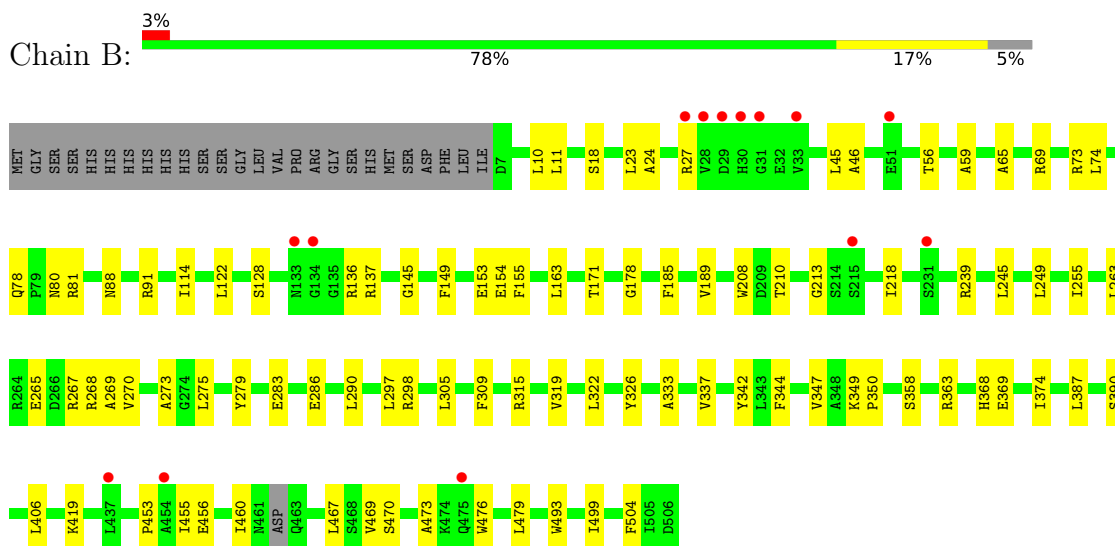 3%
Chain B:
78% 17% 5%
MET GLY SER SER HIS HIS HIS HIS HIS HIS SER SER GLY LEU VAL PRO ARG GLY SER HIS MET SER ASP PHE LEU ILE D7 L10 L11 S18 L23 A24 R27 V28 D29 H30 G31 E32 V33 L45 A46 E51 T56 A59 A65 R69 R73 L74
Q78 P79 N80 R81 N88 R91 I114 L122 S128 N133 G134 G135 R136 R137 G145 F149 E153 E154 F155 L163 T171 G178 F185 V189 W208 D209 T210 G213 S214 S215 I218 S231 R239 L245 L249 I255 L263
R264 E265 D266 R267 R268 A269 V270 A273 G274 L275 Y279 E283 E286 L290 L297 R298 L305 F309 R315 V319 L322 Y326 A333 V337 Y342 L343 F344 V347 A348 K349 P350 S358 R363 H368 E369 I374 L387 S399
L406 K419 L437 P453 A454 I455 E456 I460 N461 ASP Q463 L467 S468 V469 S470 A473 K474 Q475 W476 L479 W493 I499 F504 I505 D506